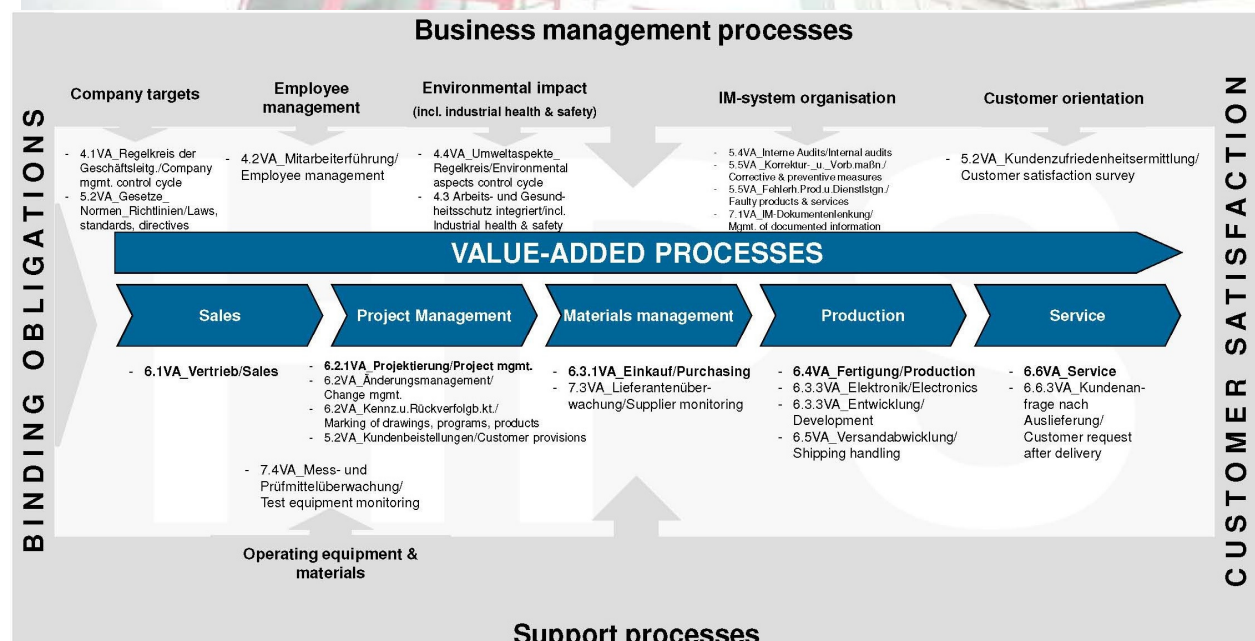 Business management processes
Company targets
Employee
management
Environmental impact
(incl. industrial health & safety)
IM-system organisation
Customer orientation
BINDING OBLIGATIONS
CUSTOMER SATISFACTION
- 4.1VA_Regelkreis der
Geschäftsleitg./Company
mgmt. control cycle
- 5.2VA_Gesetze_
Normen_Richtlinien/Laws,
standards, directives
- 4.2VA_Mitarbeiterführung/
Employee management
- 4.4VA_Umweltaspekte_
Regelkreis/Environmental
aspects control cycle
- 4.3 Arbeits- und Gesund-
heitsschutz integriert/incl.
Industrial health & safety
- 5.4VA_Interne Audits/Internal audits
- 5.5VA_Korrektur-_u._Vorb.maßn./
Corrective & preventive measures
- 5.5VA_Fehlerh.Prod.u.Dienstlstgn./
Faulty products & services
- 7.1VA_IM-Dokumentenlenkung/
Mgmt. of documented information
- 5.2VA_Kundenzufriedenheitsermittlung/
Customer satisfaction survey
VALUE-ADDED PROCESSES
Sales
Project Management
Materials management
Production
Service
- 6.1VA_Vertrieb/Sales
- 6.2.1VA_Projektierung/Project mgmt.
- 6.2VA_Änderungsmanagement/
Change mgmt.
- 6.2VA_Kennz.u.Rückverfolgb.kt./
Marking of drawings, programs, products
- 5.2VA_Kundenbeistellungen/Customer provisions
- 6.3.1VA_Einkauf/Purchasing
- 7.3VA_Lieferantenüber-
wachung/Supplier monitoring
- 6.4VA_Fertigung/Production
- 6.3.3VA_Elektronik/Electronics
- 6.3.3VA_Entwicklung/
Development
- 6.5VA_Versandabwicklung/
Shipping handling
- 6.6VA_Service
- 6.6.3VA_Kundenan-
frage nach
Auslieferung/
Customer request
after delivery
- 7.4VA_Mess- und
Prüfmittelüberwachung/
Test equipment monitoring
Operating equipment &
materials
Support processes